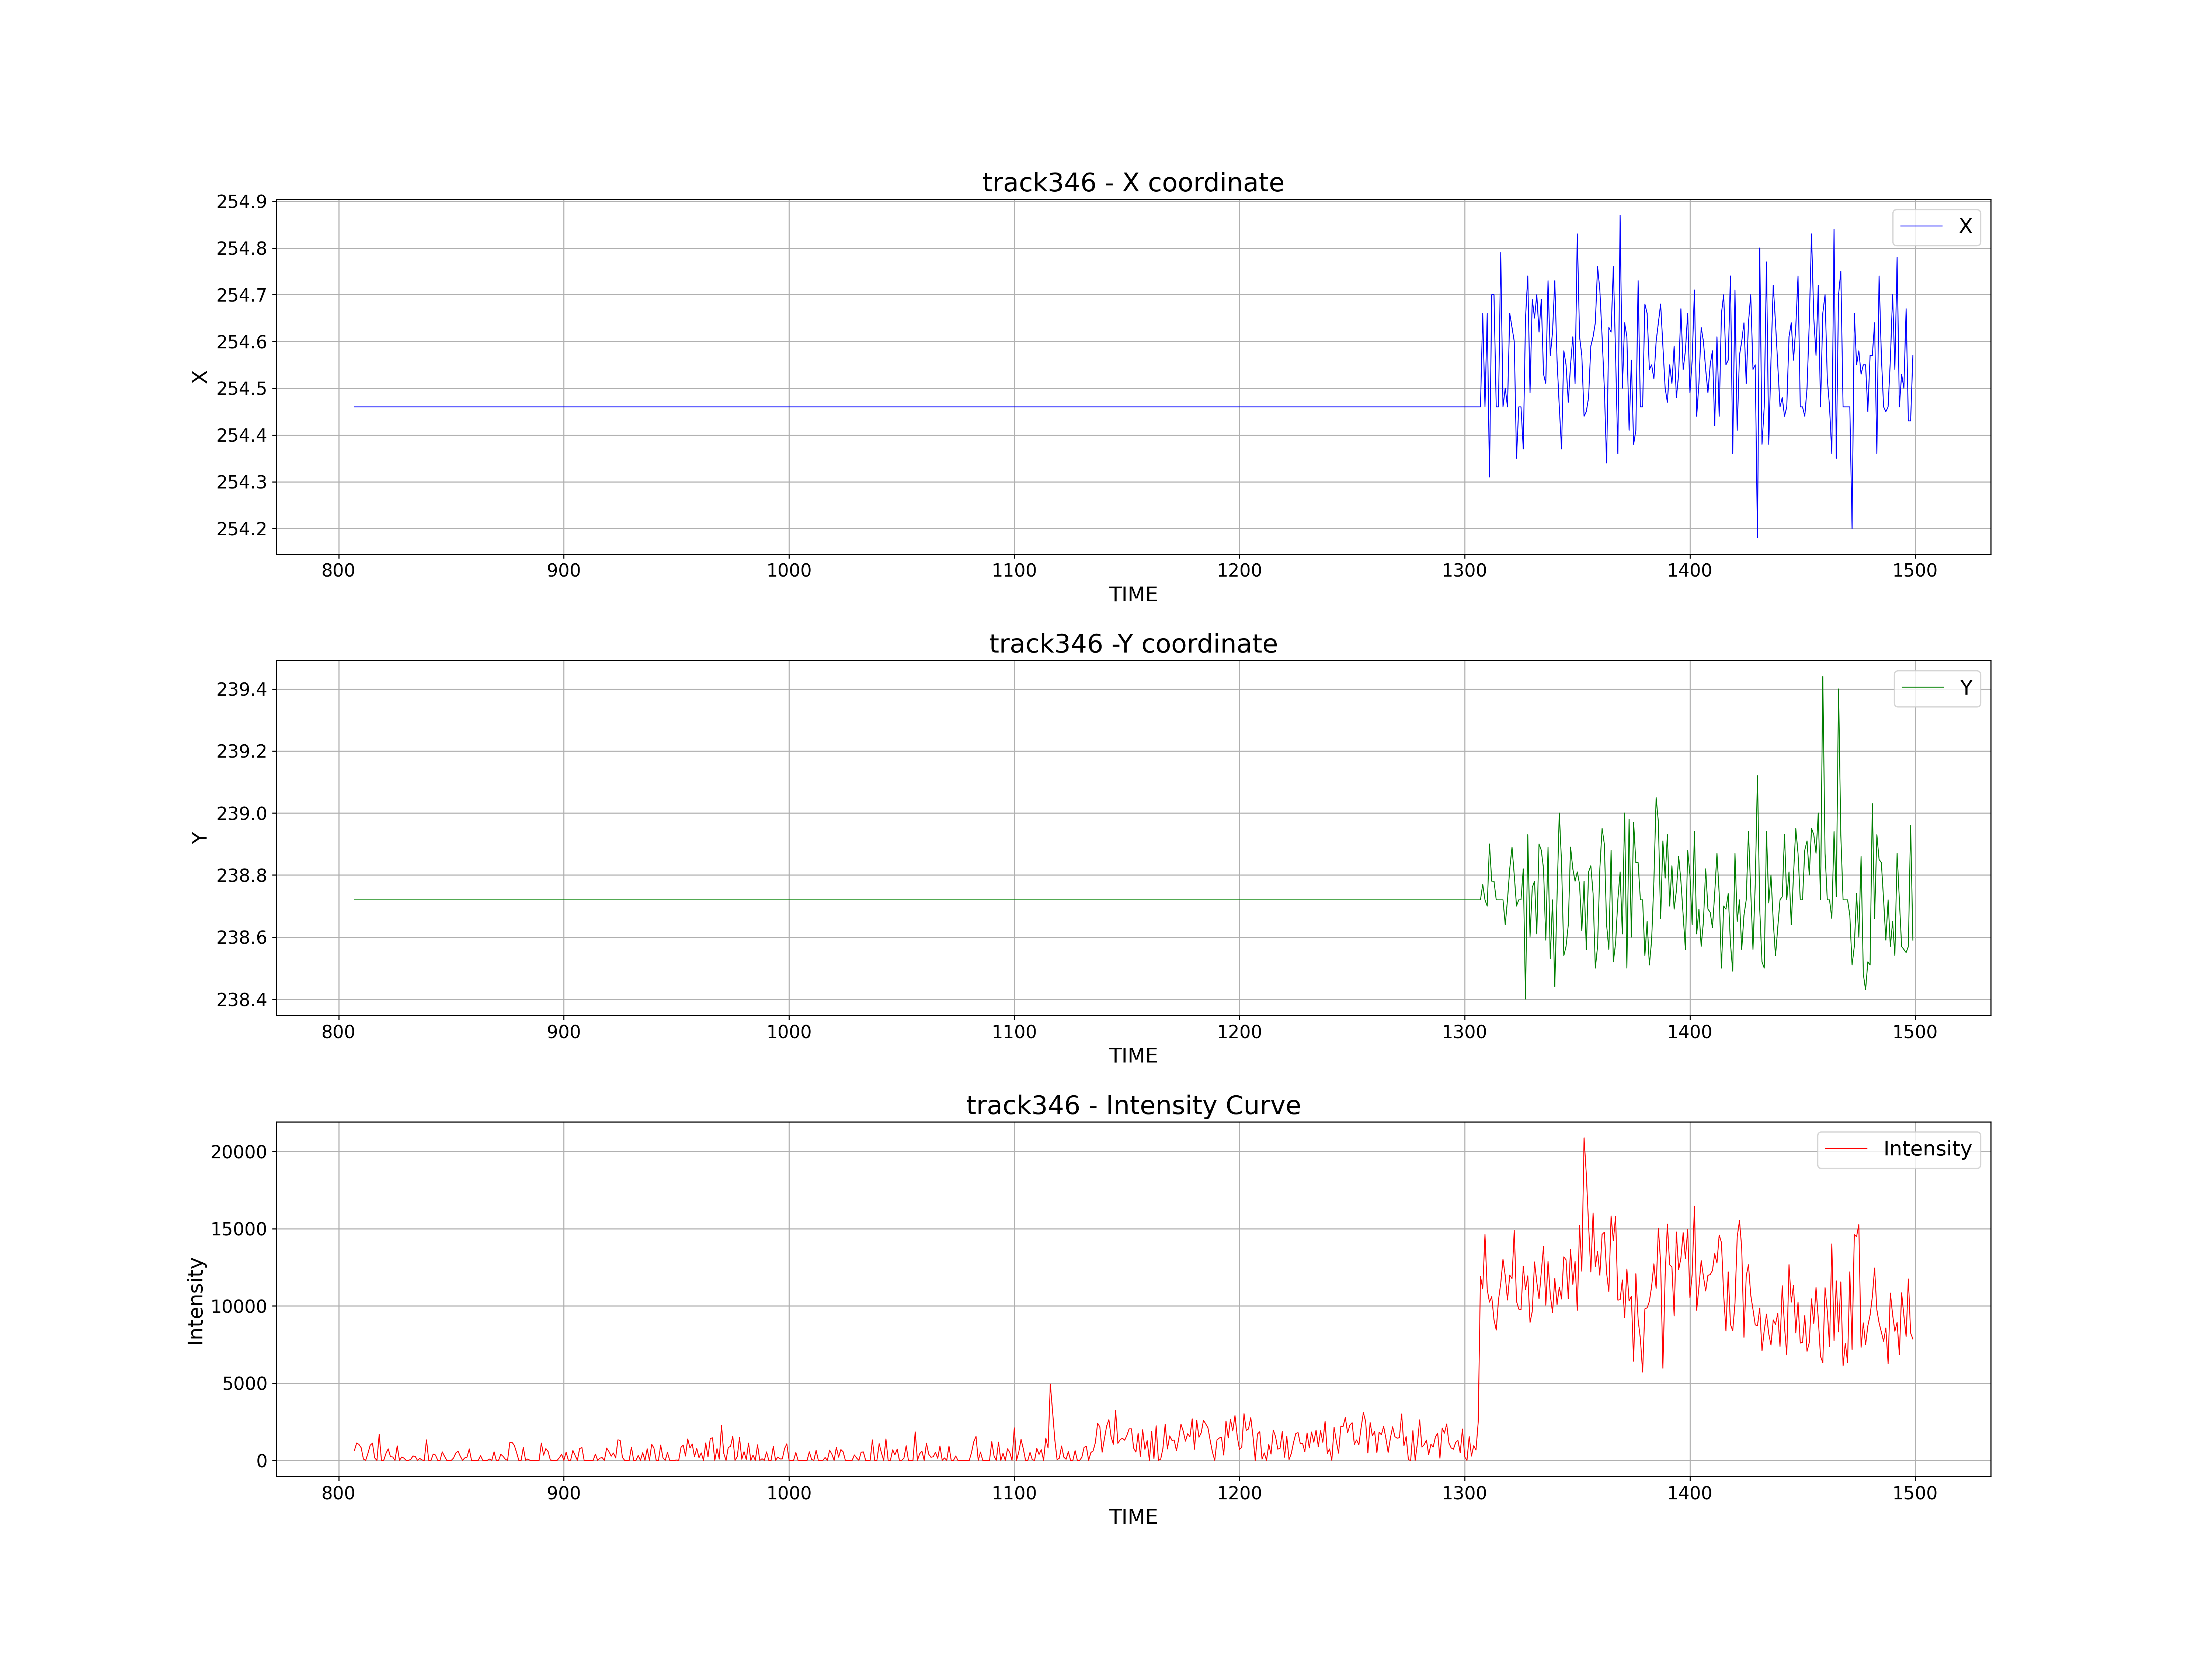 track346 - X coordinate
254.9
254.8
254.7
254.6
254.5
254.4
254.3
254.2
X
X
800 900 1000 1100 1200 1300 1400 1500
TIME
track346 -Y coordinate
239.4
239.2
239.0
238.8
238.6
238.4
Y
Y
800 900 1000 1100 1200 1300 1400 1500
TIME
track346 - Intensity Curve
20000
15000
10000
5000
0
Intensity
Intensity
800 900 1000 1100 1200 1300 1400 1500
TIME